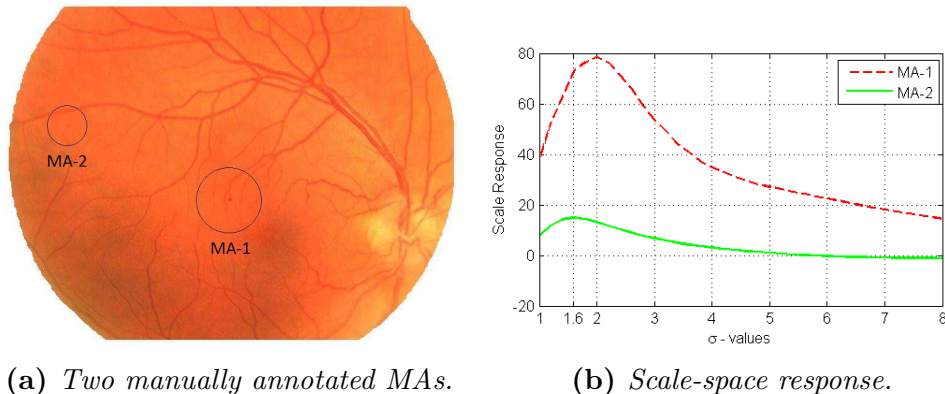 MA-2
MA-1
(a) Two manually annotated MAs.
80
60
40
20
0
-20
Scale Response
MA-1
MA-2
1 1.6 2 3 4 5 6 7 8
σ - values
(b) Scale-space response.